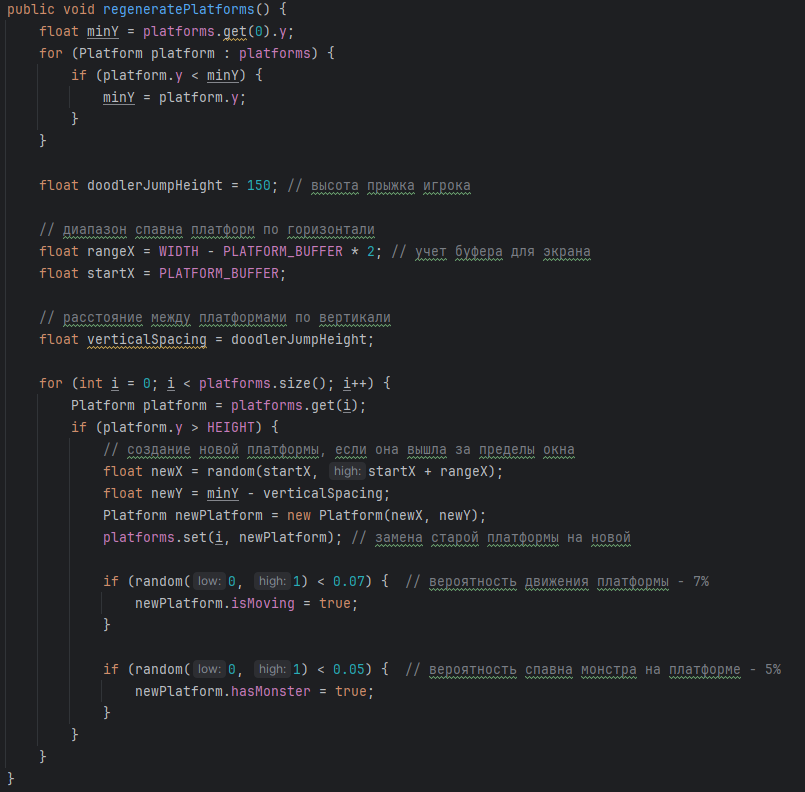 public void regeneratePlatforms() {
float minY = platforms.get(0).y;
for (Platform platform : platforms) {
if (platform.y < minY) {
minY = platform.y;
}
}
float doodlerJumpHeight = 150; // высота прыжка игрока
// диапазон спавна платформ по горизонтали
float rangeX = WIDTH - PLATFORM_BUFFER * 2; // учет буфера для экрана
float startX = PLATFORM_BUFFER;
// расстояние между платформами по вертикали
float verticalSpacing = doodlerJumpHeight;
for (int i = 0; i < platforms.size(); i++) {
Platform platform = platforms.get(i);
if (platform.y > HEIGHT) {
// создание новой платформы, если она вышла за пределы окна
float newX = random(startX, high: startX + rangeX);
float newY = minY - verticalSpacing;
Platform newPlatform = new Platform(newX, newY);
platforms.set(i, newPlatform); // замена старой платформы на новой
if (random( low: 0, high: 1) < 0.07) { // вероятность движения платформы - 7%
newPlatform.isMoving = true;
}
if (random( low: 0, high: 1) < 0.05) { // вероятность спавна монстра на платформе - 5%
newPlatform.hasMonster = true;
}
}
}
}